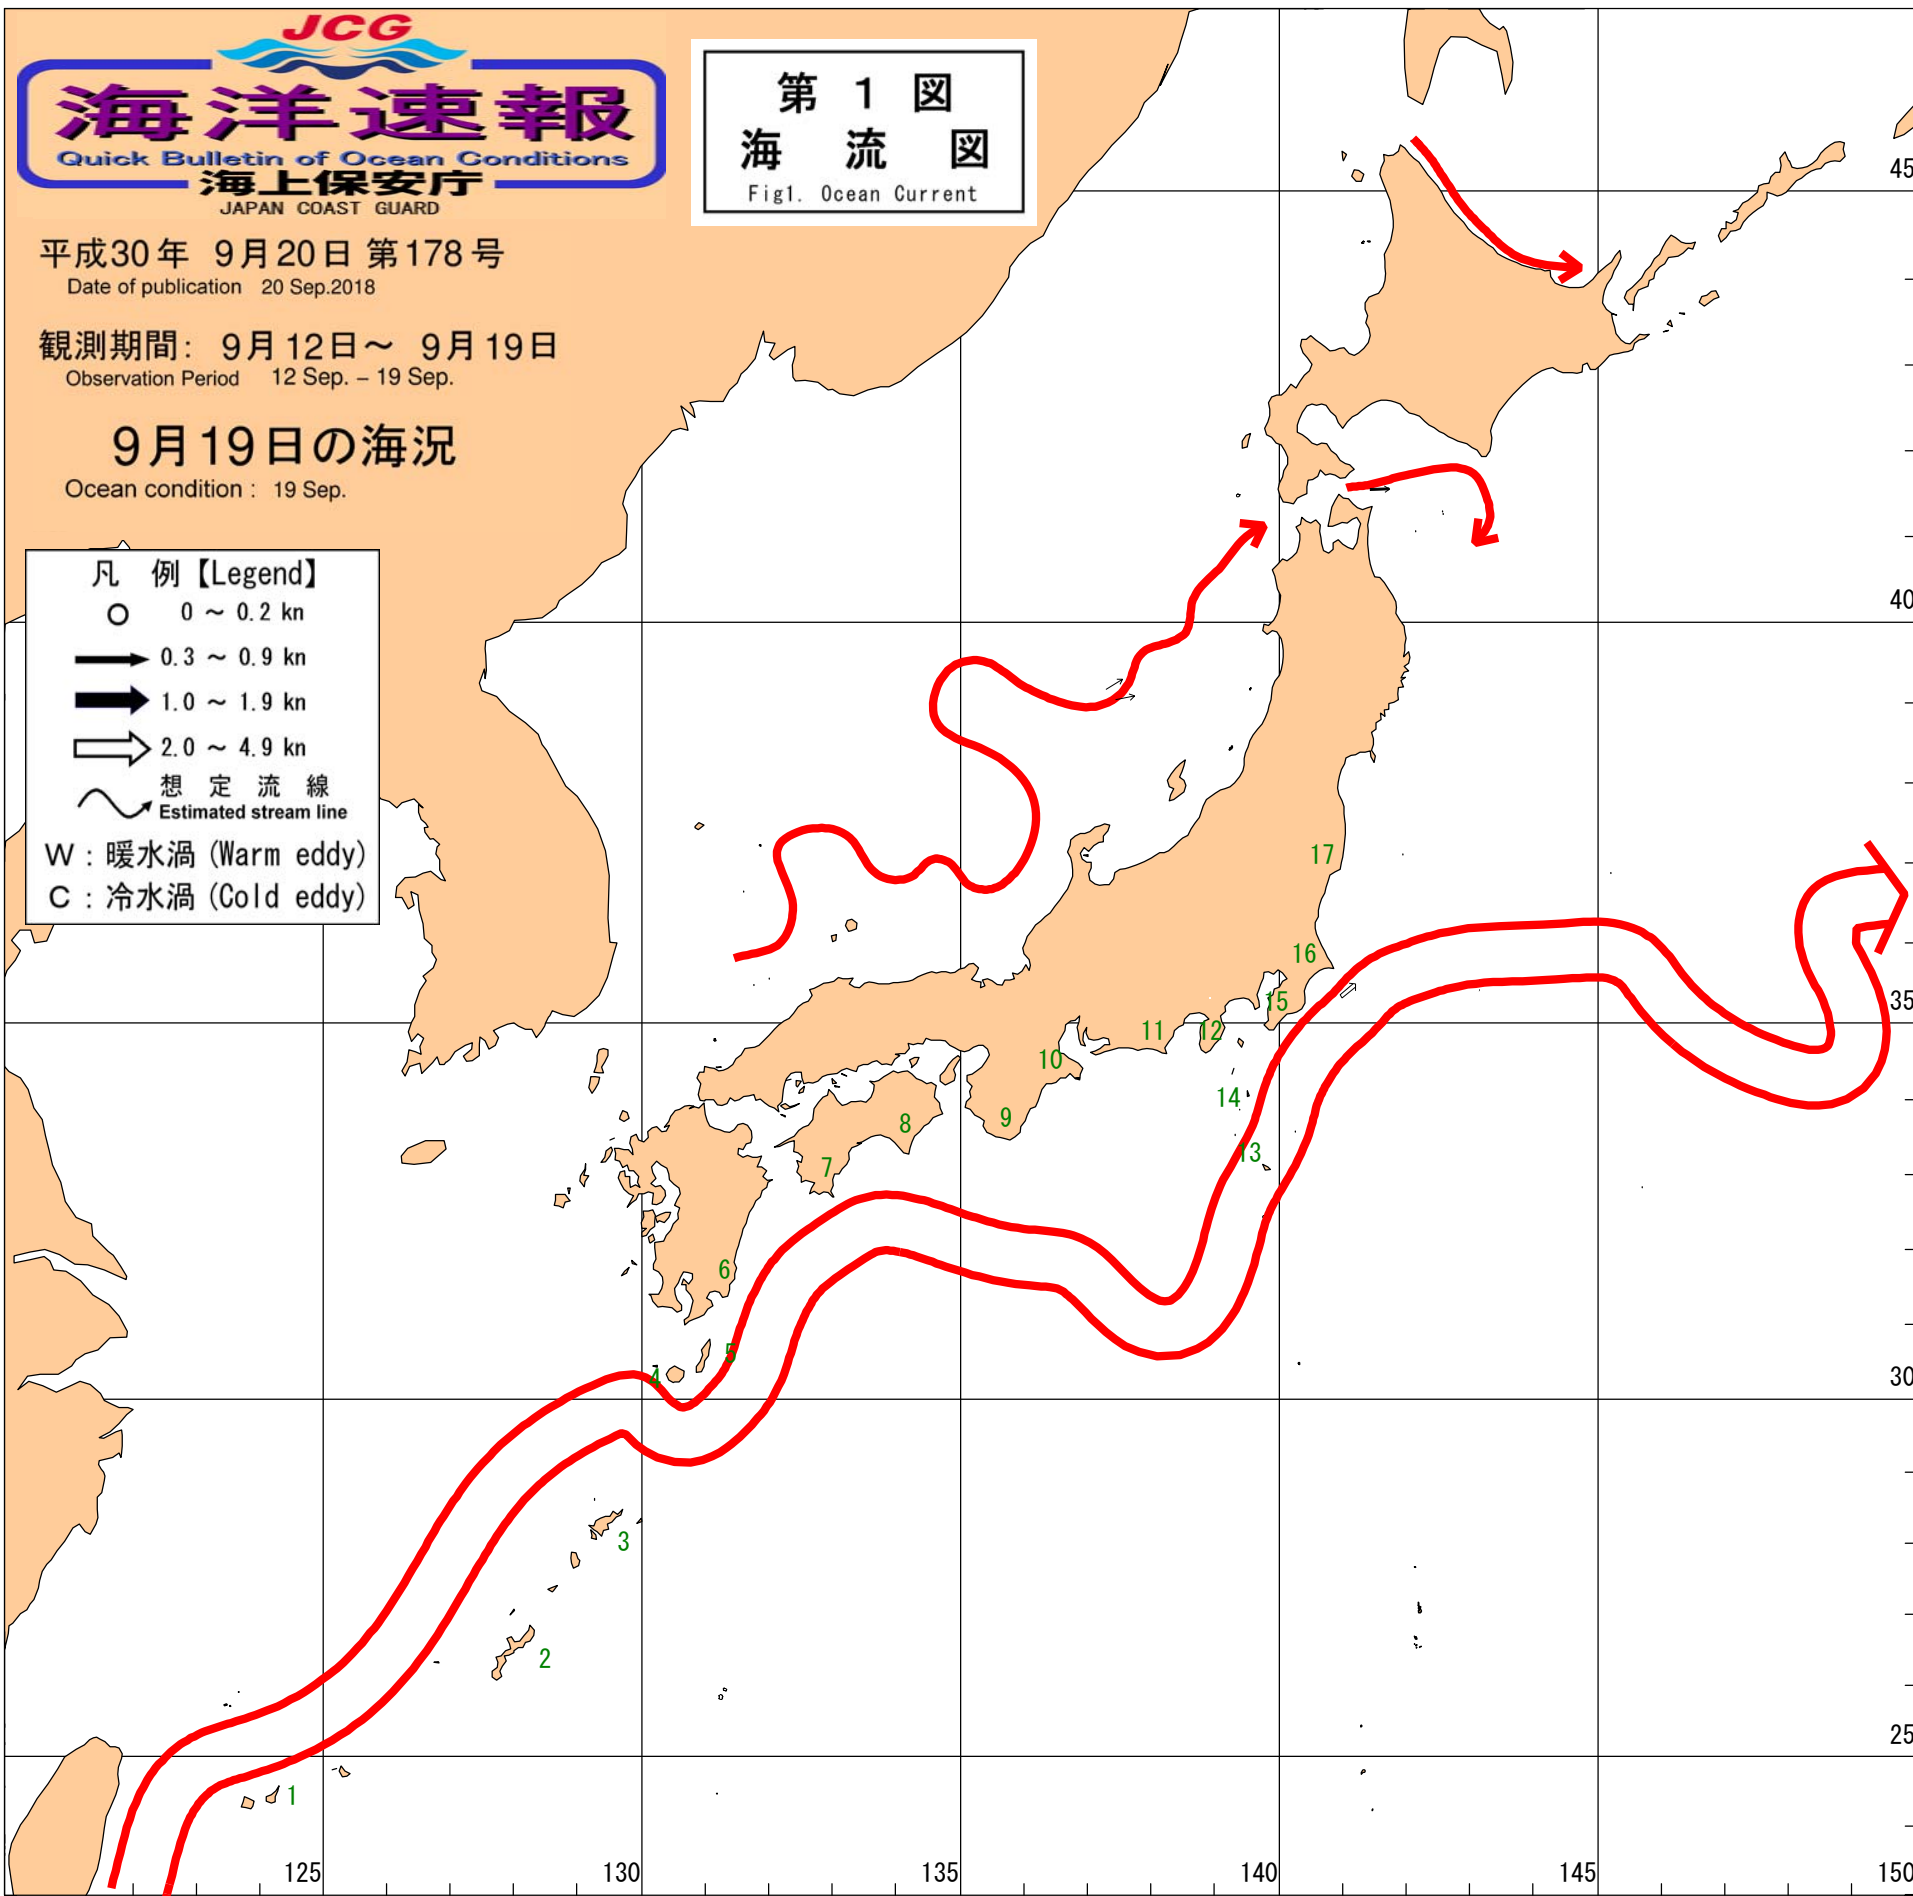 JCG
海洋速報
Quick Bulletin of Ocean Conditions
海上保安庁
JAPAN COAST GUARD
平成30年 9月20日 第178号
Date of publication 20 Sep.2018
観測期間: 9月12日~ 9月19日
Observation Period 12 Sep. – 19 Sep.
9月19日の海況
Ocean condition : 19 Sep.
第 1 図
海 流 図
Fig1. Ocean Current
凡 例【Legend】
0 ~ 0.2 kn
0.3 ~ 0.9 kn
1.0 ~ 1.9 kn
2.0 ~ 4.9 kn
想 定 流 線
Estimated stream line
W : 暖水渦 (Warm eddy)
C : 冷水渦 (Cold eddy)
45
40
17
16
35
15
12
11
10
14
9
8
13
7
6
5
4
30
3
2
25
1
125
130
135
140
145
150